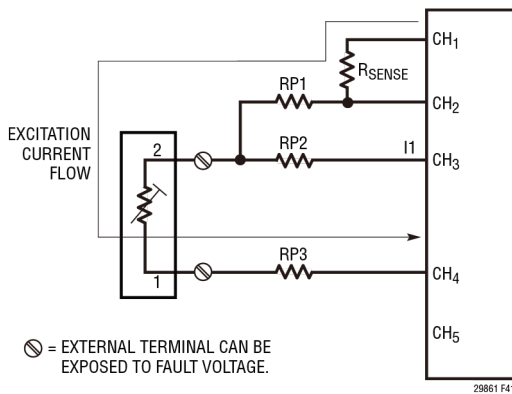 CH1
RSENSE
RP1
CH2
EXCITATION
CURRENT
FLOW
2
RP2
I1
CH3
1
RP3
CH4
CH5
= EXTERNAL TERMINAL CAN BE
EXPOSED TO FAULT VOLTAGE.
29861 F41